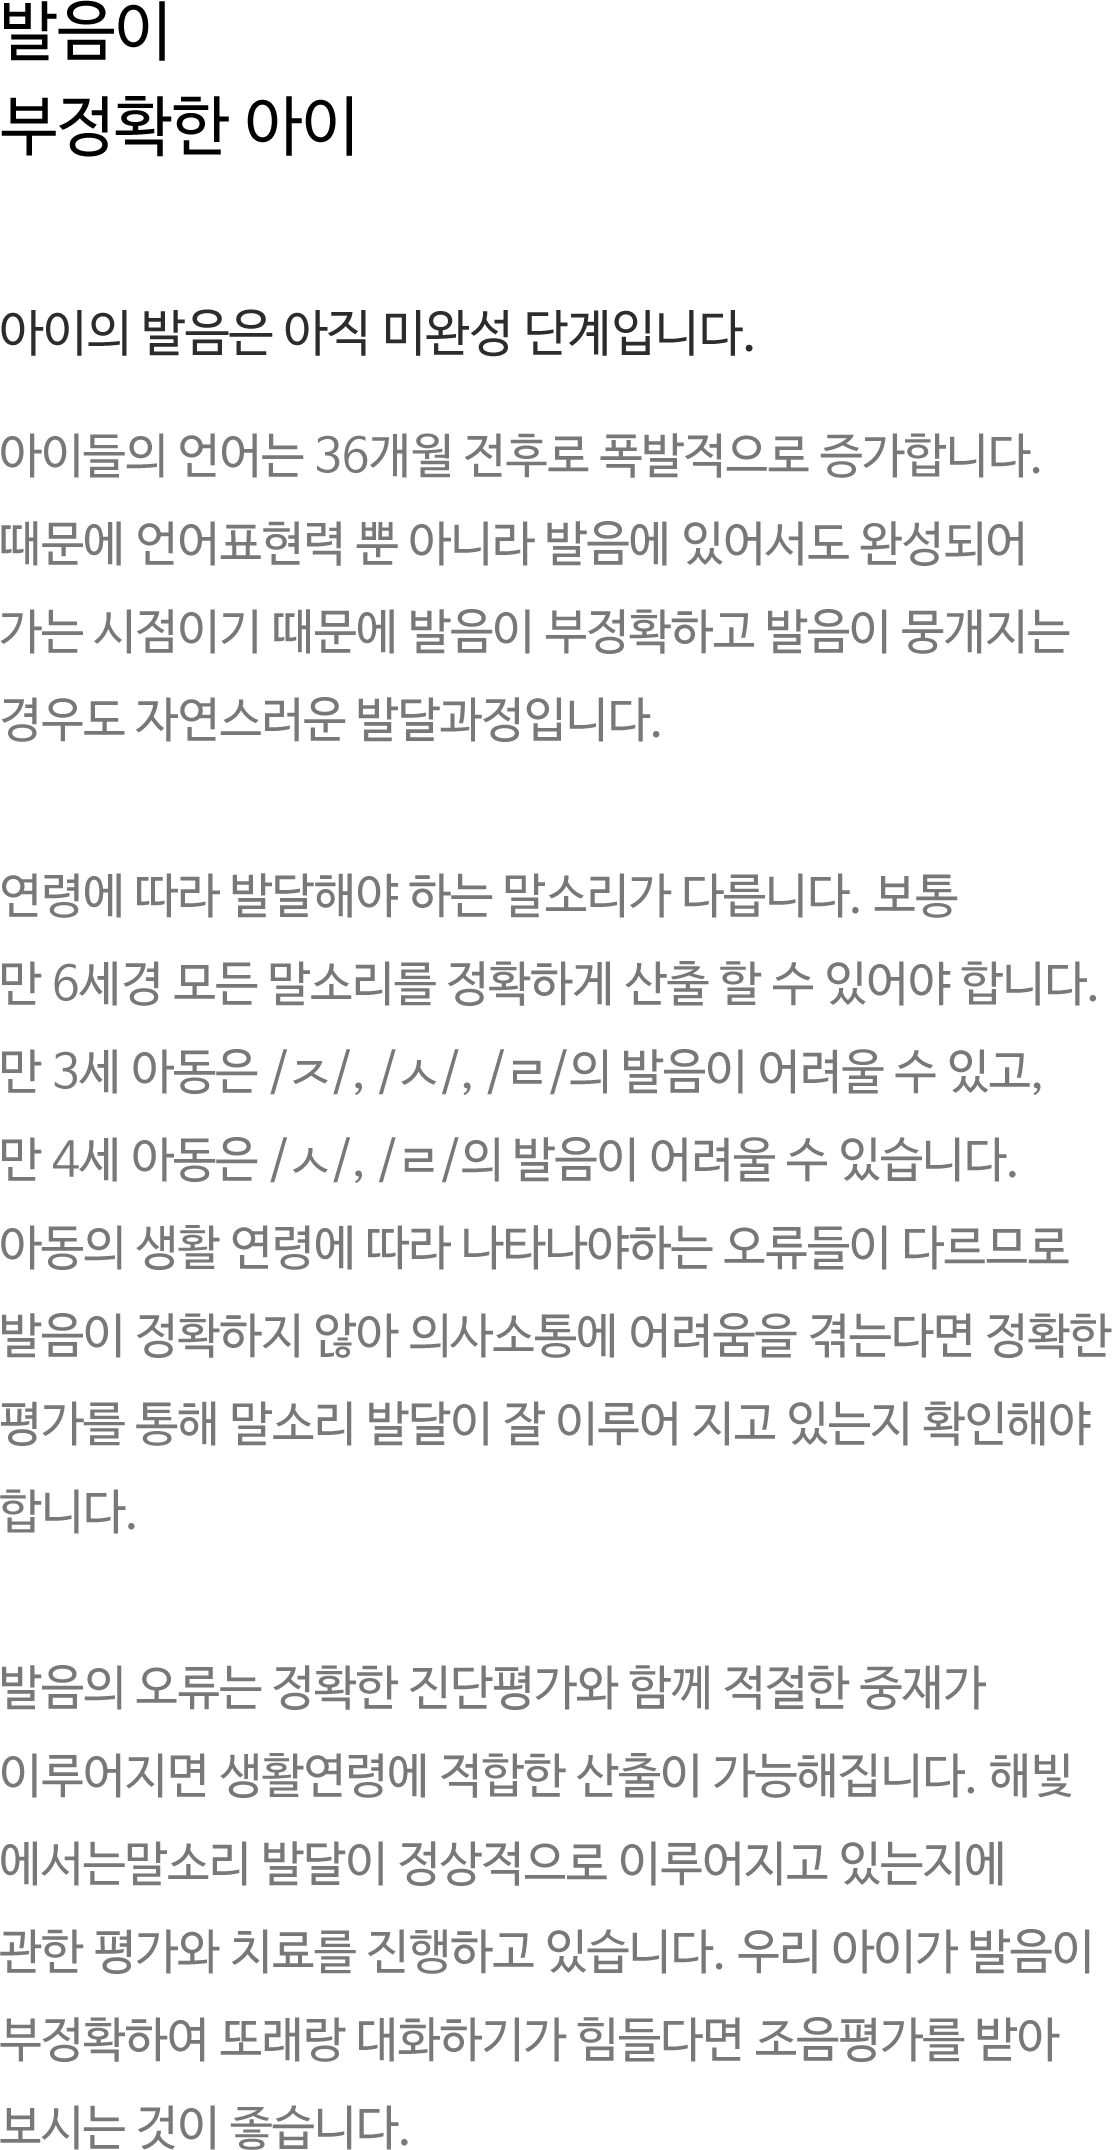 발음이
부정확한 아이
아이의 발음은 아직 미완성 단계입니다.
아이들의 언어는 36개월 전후로 폭발적으로 증가합니다.
때문에 언어표현력 뿐 아니라 발음에 있어서도 완성되어
가는 시점이기 때문에 발음이 부정확하고 발음이 뭉개지는
경우도 자연스러운 발달과정입니다.
연령에 따라 발달해야 하는 말소리가 다릅니다. 보통
만 6세경 모든 말소리를 정확하게 산출 할 수 있어야 합니다.
만 3세 아동은 /ㅈ/, /ㅅ/, /ㄹ/의 발음이 어려울 수 있고,
만 4세 아동은 /ㅅ/, /ㄹ/의 발음이 어려울 수 있습니다.
아동의 생활 연령에 따라 나타나야하는 오류들이 다르므로
발음이 정확하지 않아 의사소통에 어려움을 겪는다면 정확한
평가를 통해 말소리 발달이 잘 이루어 지고 있는지 확인해야
합니다.
발음의 오류는 정확한 진단평가와 함께 적절한 중재가
이루어지면 생활연령에 적합한 산출이 가능해집니다. 해빛
에서는말소리 발달이 정상적으로 이루어지고 있는지에
관한 평가와 치료를 진행하고 있습니다. 우리 아이가 발음이
부정확하여 또래랑 대화하기가 힘들다면 조음평가를 받아
보시는 것이 좋습니다.